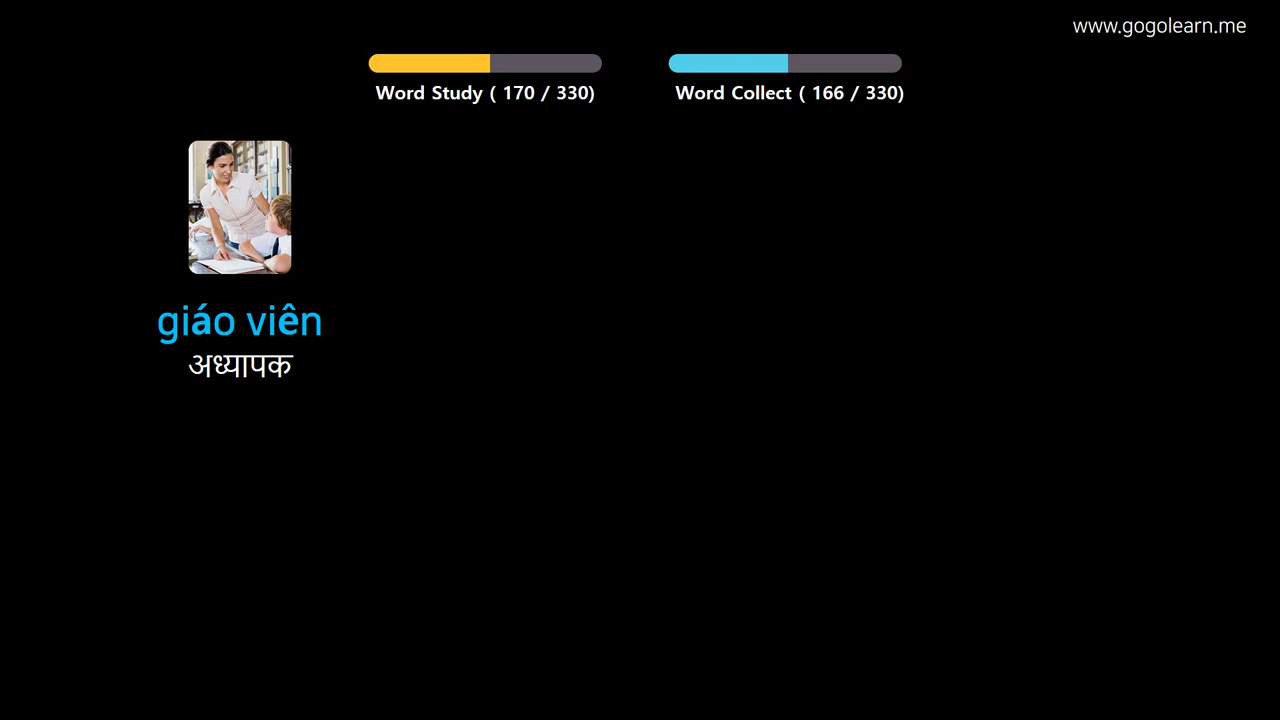 www.gogolearn.me
Word Study ( 170 / 330)
Word Collect ( 166 / 330)
giáo viên
अध्यापक